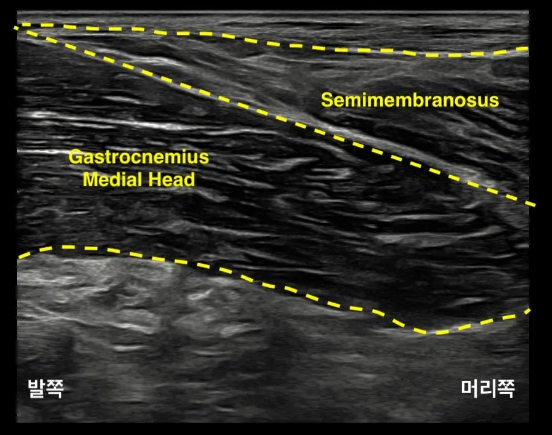 Semimembranosus
Gastrocnemius
Medial Head
발쪽
머리쪽